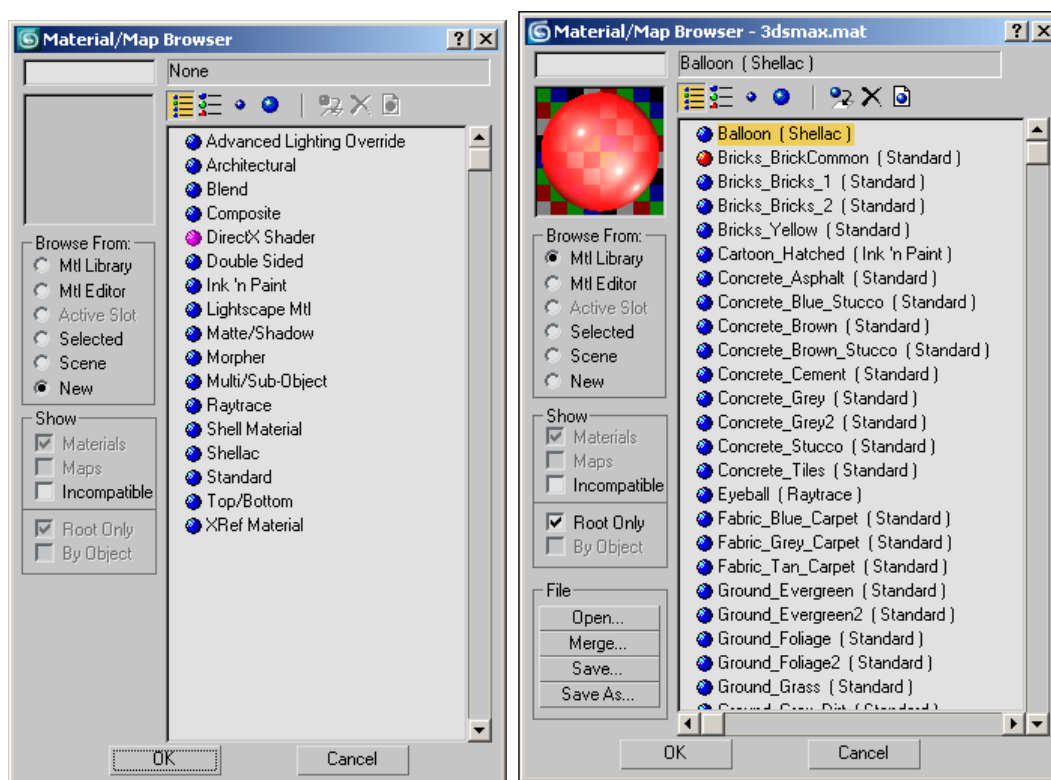 Material/Map Browser
None
Advanced Lighting Override
Architectural
Blend
Composite
DirectX Shader
Double Sided
Ink 'n Paint
Lightscape Mtl
Matte/Shadow
Morpher
Multi/Sub-Object
Raytrace
Shell Material
Shellac
Standard
Top/Bottom
XRef Material
Browse From:
Mtl Library
Mtl Editor
Active Slot
Selected
Scene
New
Show
Materials
Maps
Incompatible
Root Only
By Object
OK
Cancel
Material/Map Browser - 3dsmax.mat
Balloon ( Shellac )
Balloon ( Shellac )
Bricks_BrickCommon ( Standard )
Bricks_Bricks_1 ( Standard )
Bricks_Bricks_2 ( Standard )
Bricks_Yellow ( Standard )
Cartoon_Hatched ( Ink 'n Paint )
Concrete_Asphalt ( Standard )
Concrete_Blue_Stucco ( Standard )
Concrete_Brown ( Standard )
Concrete_Brown_Stucco ( Standard )
Concrete_Cement ( Standard )
Concrete_Grey ( Standard )
Concrete_Grey2 ( Standard )
Concrete_Stucco ( Standard )
Concrete_Tiles ( Standard )
Eyeball ( Raytrace )
Fabric_Blue_Carpet ( Standard )
Fabric_Grey_Carpet ( Standard )
Fabric_Tan_Carpet ( Standard )
Ground_Evergreen ( Standard )
Ground_Evergreen2 ( Standard )
Ground_Foliage ( Standard )
Ground_Foliage2 ( Standard )
Ground_Grass ( Standard )
Browse From:
Mtl Library
Mtl Editor
Active Slot
Selected
Scene
New
Show
Materials
Maps
Incompatible
Root Only
By Object
File
Open...
Merge...
Save...
Save As...
OK
Cancel